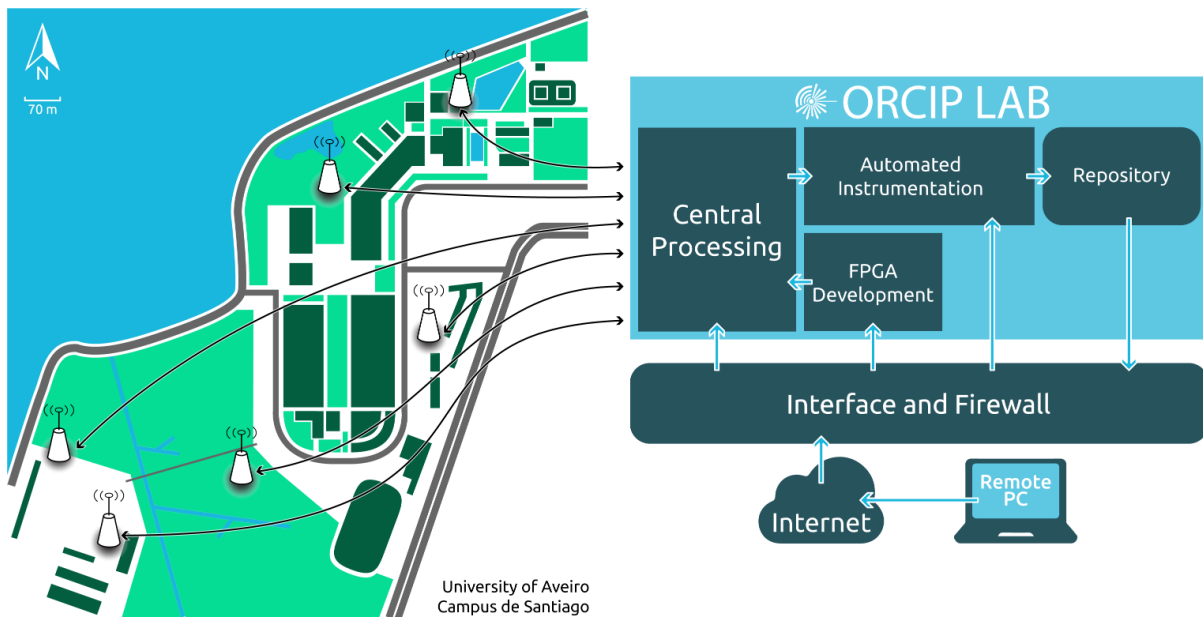 N
70 m
University of Aveiro
Campus de Santiago
ORCIP LAB
Central
Processing
Automated
Instrumentation
Repository
FPGA
Development
Interface and Firewall
Internet
Remote
PC